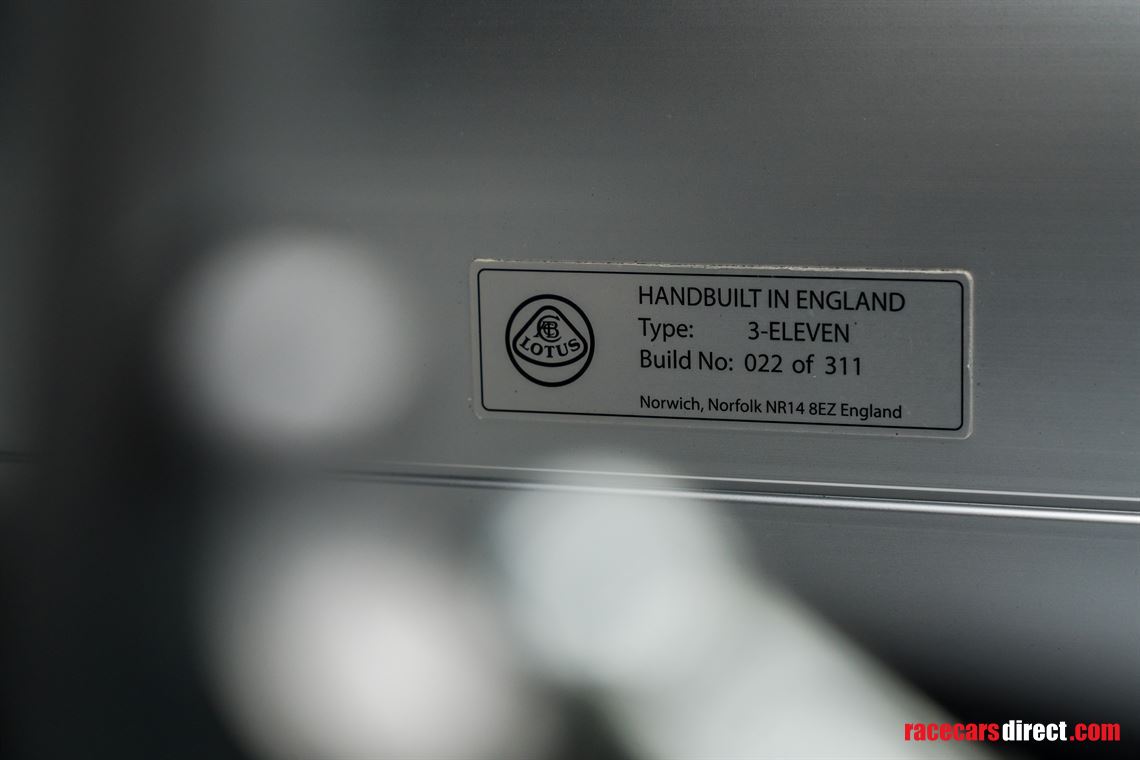 HANDBUILT IN ENGLAND
Type: 3-ELEVEN
Build No: 022 of 311
LOTUS
Norwich, Norfolk NR14 8EZ England
racecarsdirect.com